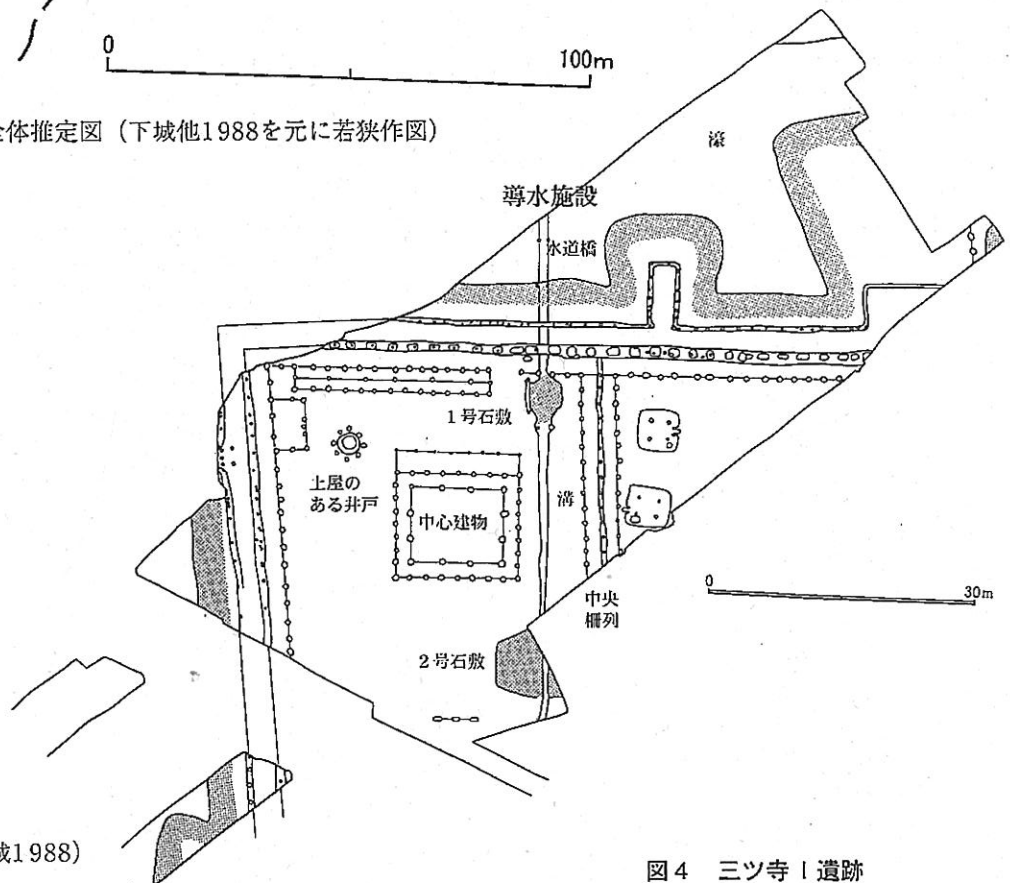 0 100m
全体推定図（下城他1988を元に若狭作図）
濠
導水施設
水道橋
1号石敷
上屋の
ある井戸
中心建物
溝
0 30m
中央
柵列
2号石敷
城1988）
図4 三ツ寺Ⅰ遺跡